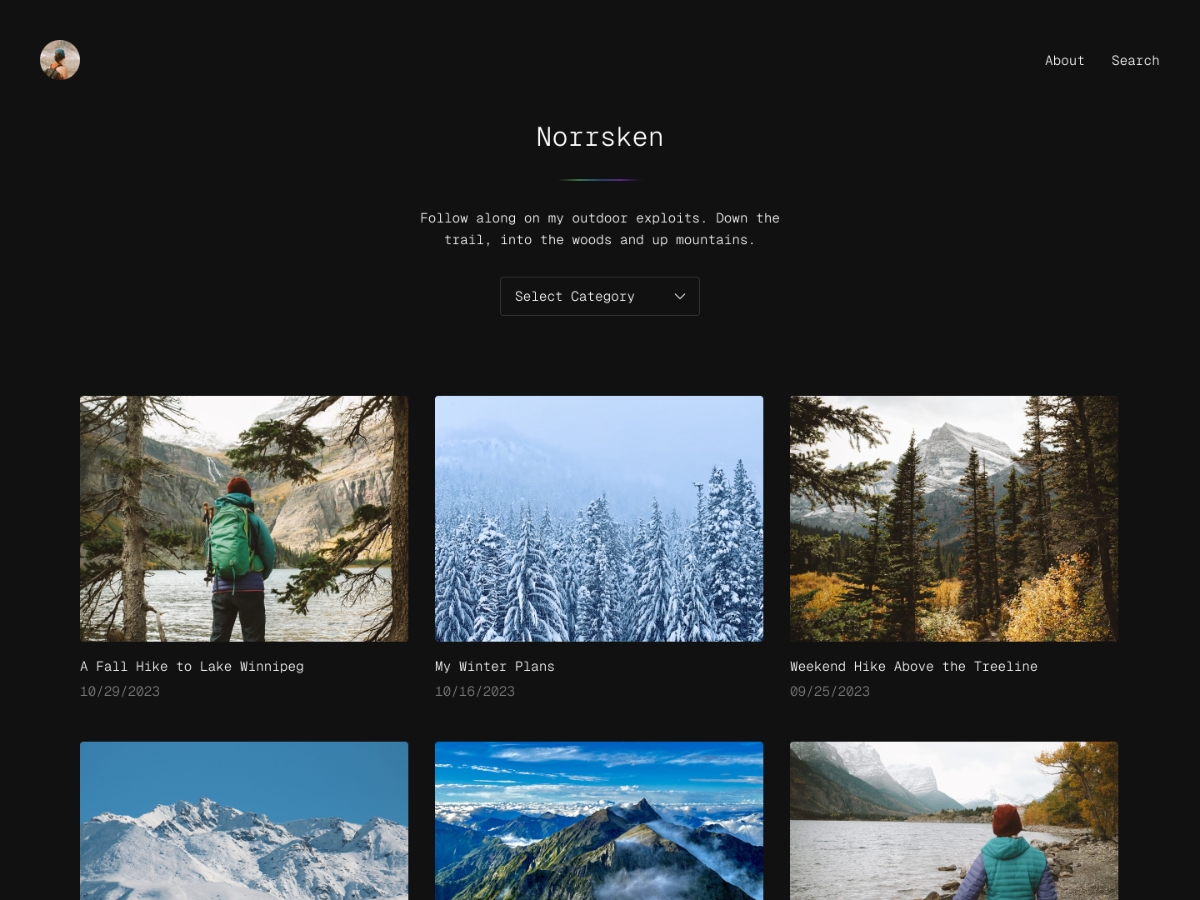 About
Search
Norrsken
Follow along on my outdoor exploits. Down the
trail, into the woods and up mountains.
Select Category
A Fall Hike to Lake Winnipeg
10/29/2023
My Winter Plans
10/16/2023
Weekend Hike Above the Treeline
09/25/2023